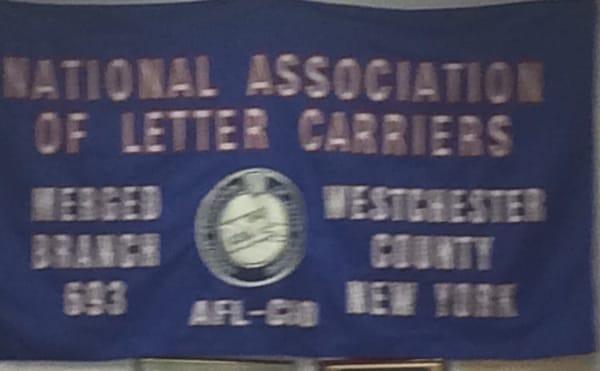 NATIONAL ASSOCIATION
OF LETTER CARRIERS
MERGED
BRANCH
693
AFL-CIO
WESTCHESTER
COUNTY
NEW YORK